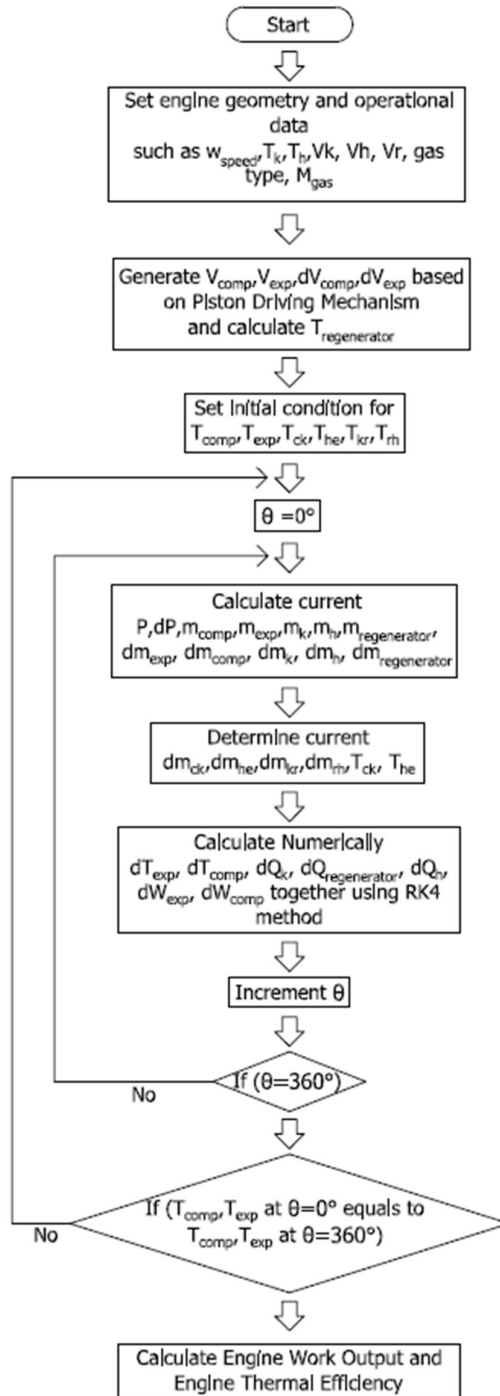 Start
Set engine geometry and operational
data
such as w_speed,T_k,T_h,Vk, Vh, Vr, gas
type, M_gas
Generate V_comp,V_exp,dV_comp,dV_exp based
on Piston Driving Mechanism
and calculate T_regenerator
Set initial condition for
T_comp,T_exp,T_ck,T_he,T_kr,T_rh
θ =0°
Calculate current
P,dP,m_comp,m_exp,m_k,m_h,m_regenerator,
dm_exp, dm_comp, dm_k, dm_h, dm_regenerator
Determine current
dm_ck,dm_he,dm_kr,dm_rh,T_ck, T_he
Calculate Numerically
dT_exp, dT_comp, dQ_k, dQ_regenerator, dQ_h,
dW_exp, dW_comp together using RK4
method
Increment θ
If (θ=360°)
No
If (T_comp,T_exp at θ=0° equals to
T_comp,T_exp at θ=360°)
No
Calculate Engine Work Output and
Engine Thermal Efficiency